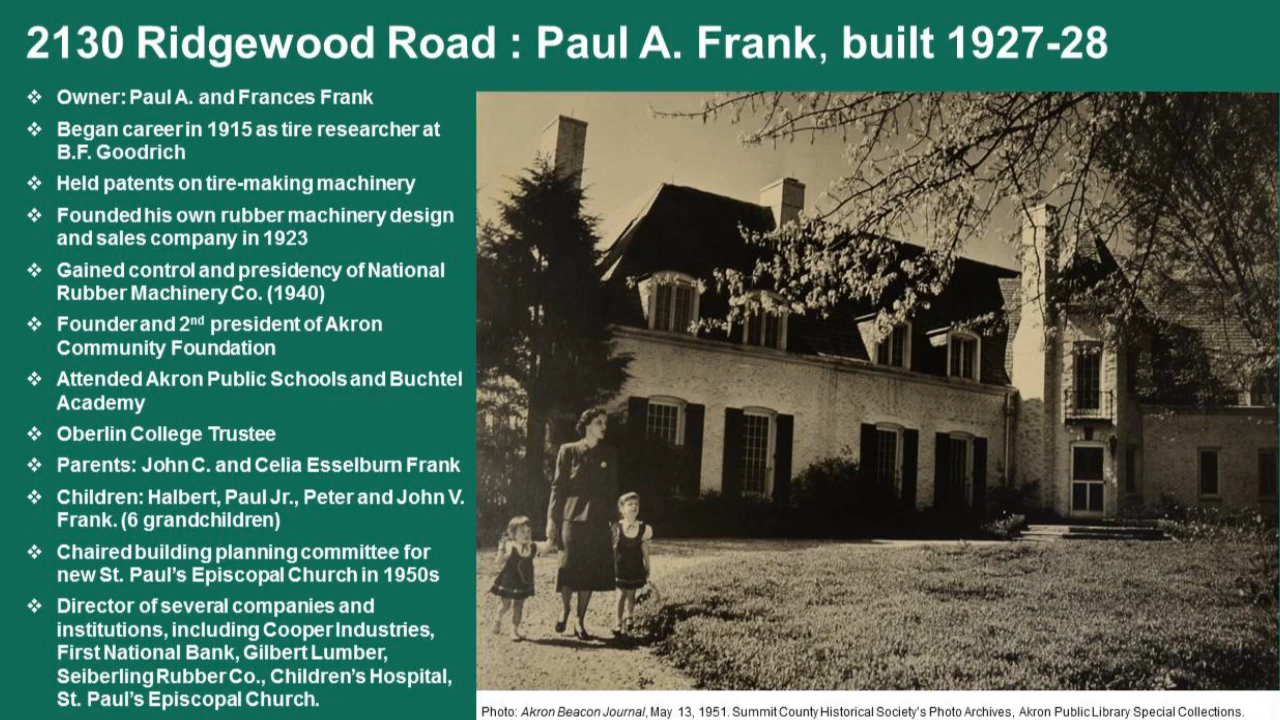 2130 Ridgewood Road : Paul A. Frank, built 1927-28
❖ Owner: Paul A. and Frances Frank
❖ Began career in 1915 as tire researcher at
B.F. Goodrich
❖ Held patents on tire-making machinery
❖ Founded his own rubber machinery design
and sales company in 1923
❖ Gained control and presidency of National
Rubber Machinery Co. (1940)
❖ Founder and 2nd president of Akron
Community Foundation
❖ Attended Akron Public Schools and Buchtel
Academy
❖ Oberlin College Trustee
❖ Parents: John C. and Celia Esselburn Frank
❖ Children: Halbert, Paul Jr., Peter and John V.
Frank. (6 grandchildren)
❖ Chaired building planning committee for
new St. Paul's Episcopal Church in 1950s
❖ Director of several companies and
institutions, including Cooper Industries,
First National Bank, Gilbert Lumber,
Seiberling Rubber Co., Children's Hospital,
St. Paul's Episcopal Church.
Photo: Akron Beacon Journal, May 13, 1951. Summit County Historical Society's Photo Archives, Akron Public Library Special Collections.